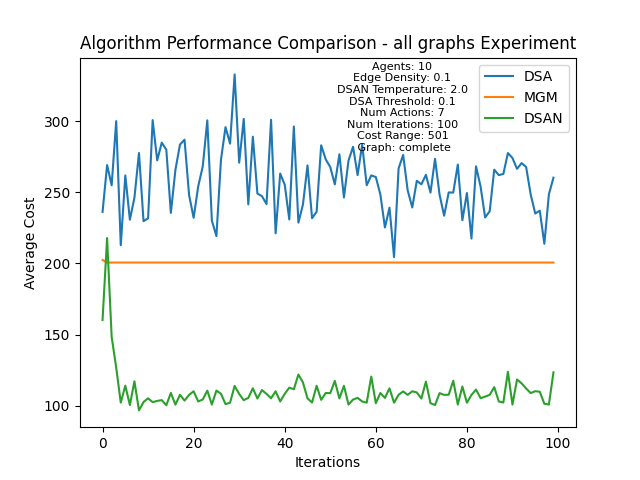 Algorithm Performance Comparison - all graphs Experiment
Agents: 10
Edge Density: 0.1
DSAN Temperature: 2.0
DSA Threshold: 0.1
Num Actions: 7
Num Iterations: 100
Cost Range: 501
Graph: complete
DSA
MGM
DSAN
Average Cost
300
250
200
150
100
0
20
40
60
80
100
Iterations